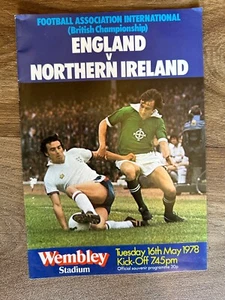 FOOTBALL ASSOCIATION INTERNATIONAL
(British Championship)
ENGLAND
V
NORTHERN IRELAND
Wembley
Stadium
Tuesday 16th May 1978
Kick-Off 7.45pm
Official souvenir programme 30p